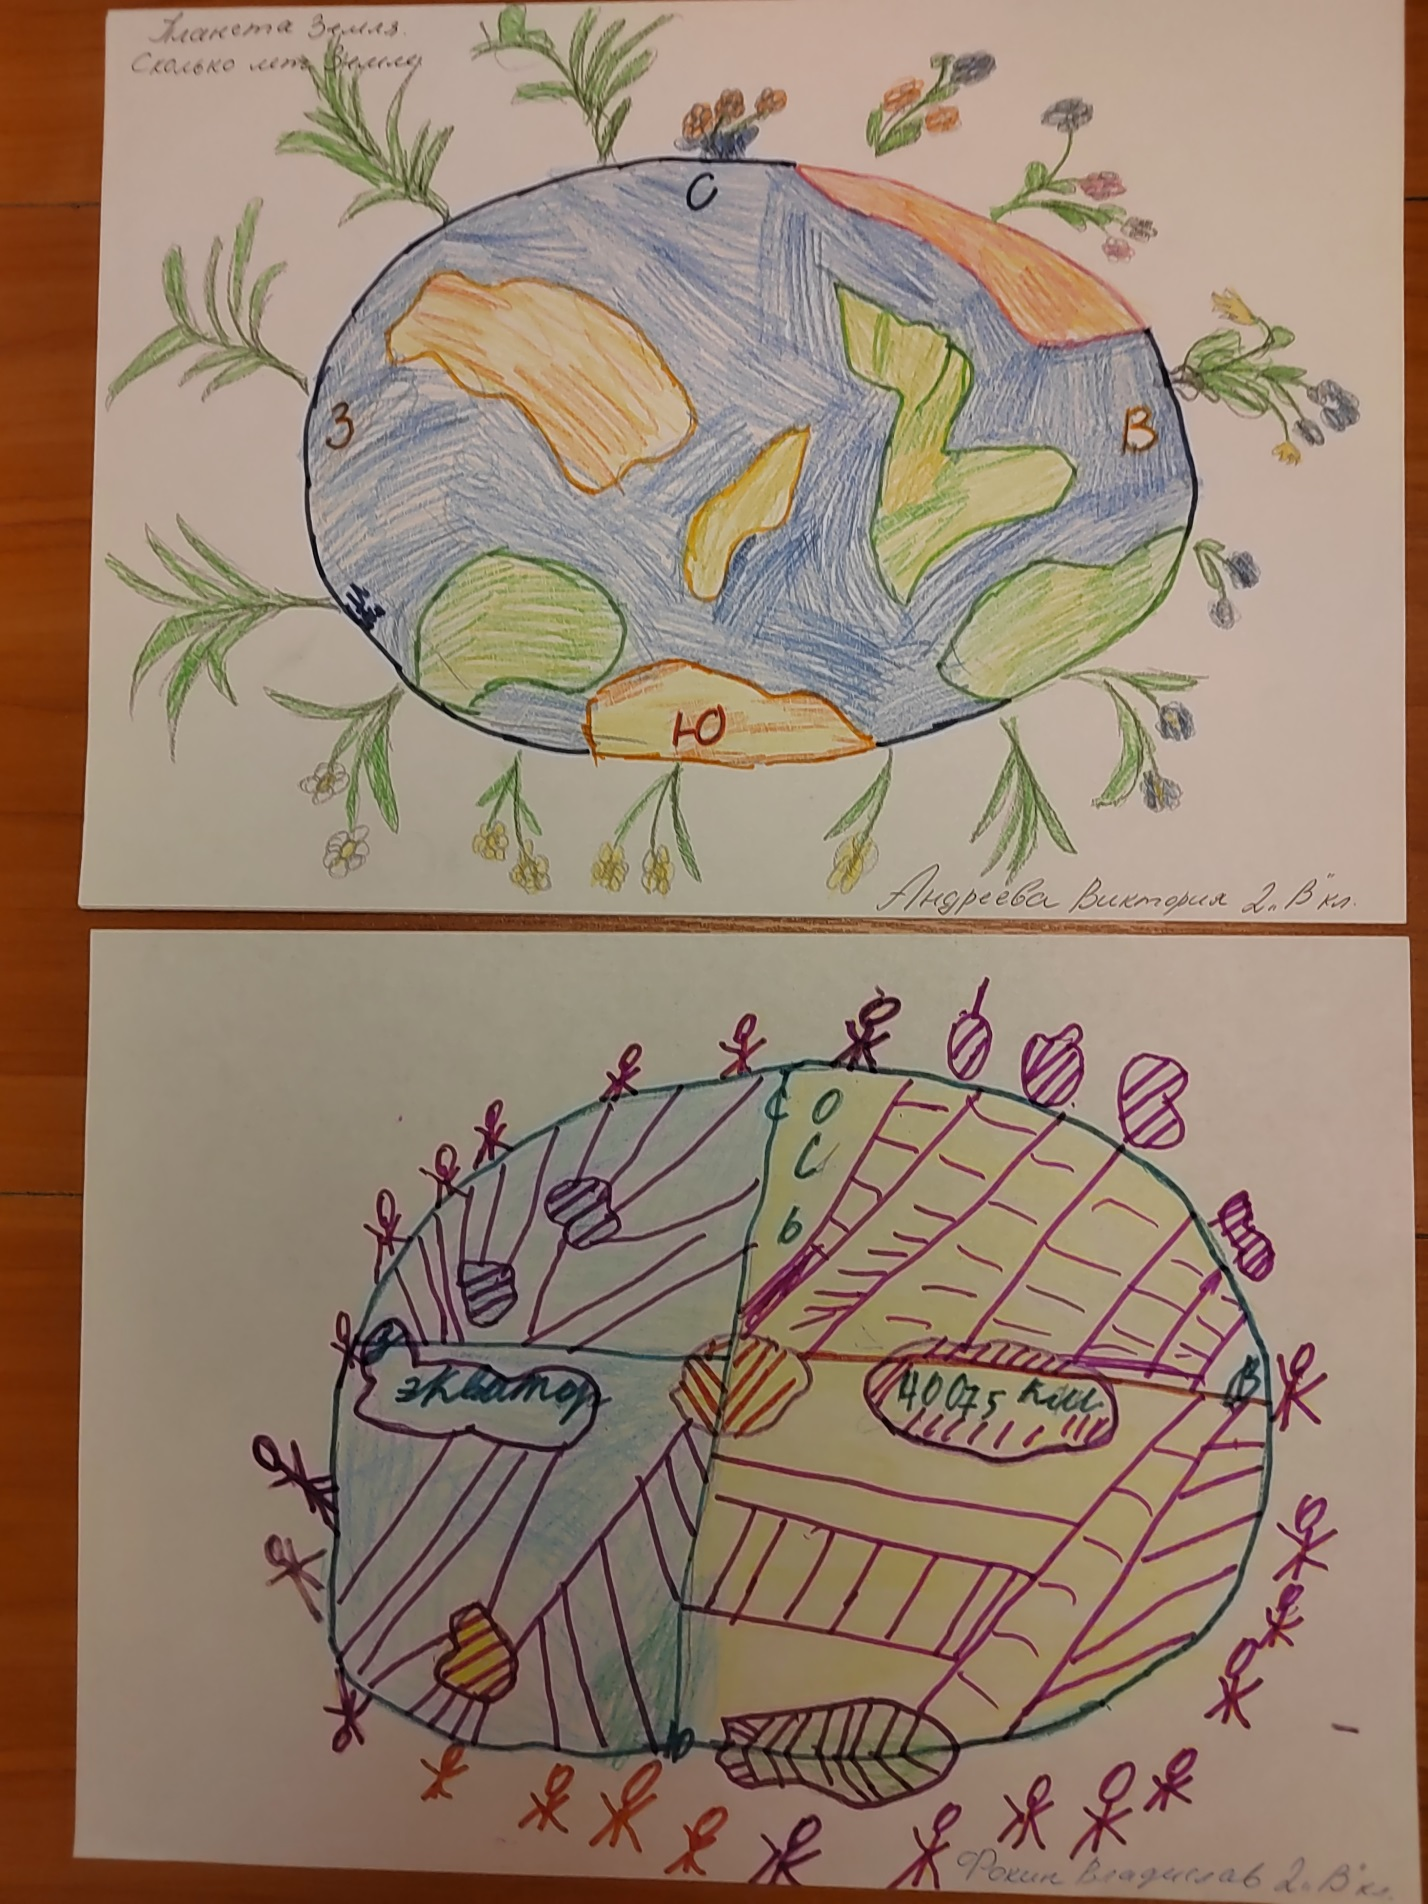 Планета Земля.
Сколько лет Земле
С
З
В
Ю
Андреева Виктория 2 „В" кл.
С
ось
З
экватор
40075 км
В
Ю
Фокин Владислав 2 „В" кл.